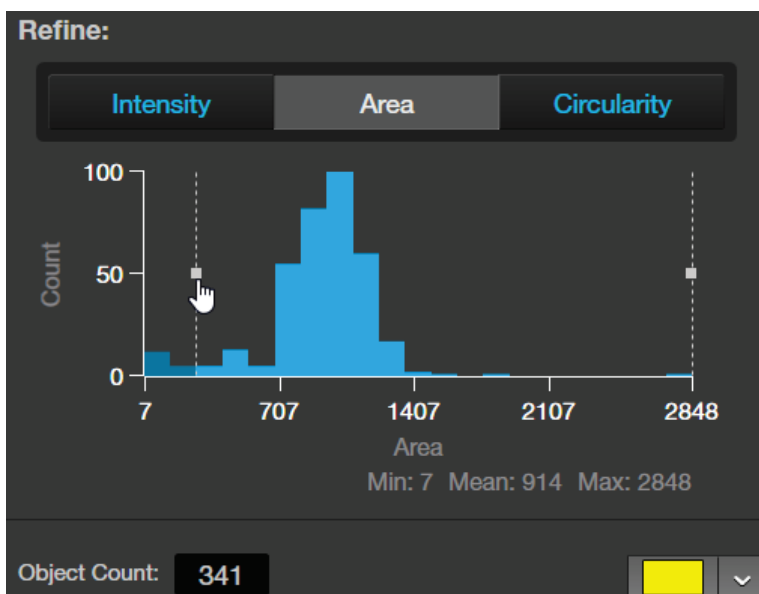 Refine:
Intensity Area Circularity
100
50
0
Count
7 707 1407 2107 2848
Area
Min: 7 Mean: 914 Max: 2848
Object Count: 341